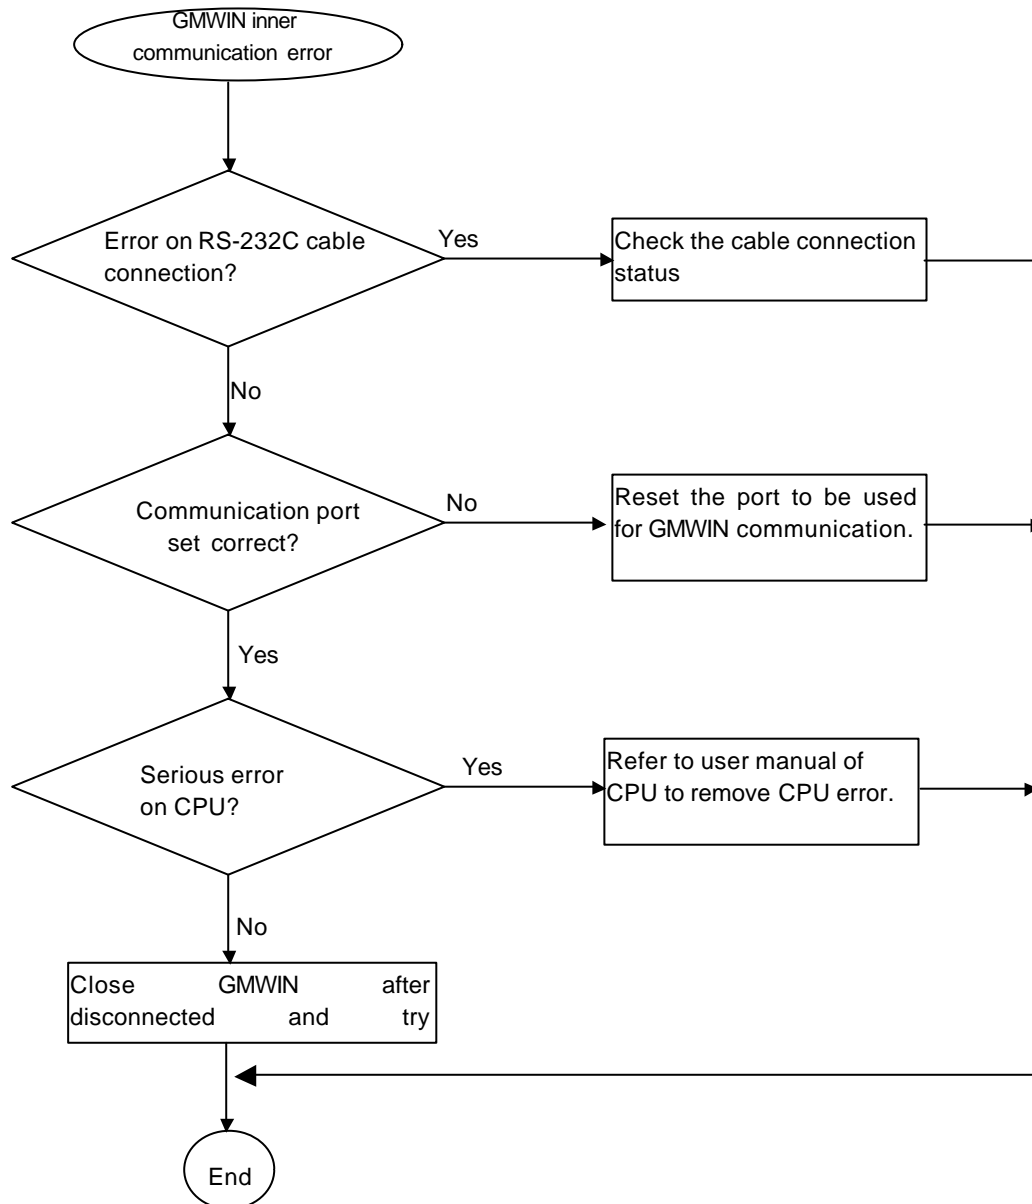 GMWIN inner
communication error
Error on RS-232C cable
connection?
Yes
Check the cable connection
status
No
Communication port
set correct?
No
Reset the port to be used
for GMWIN communication.
Yes
Serious error
on CPU?
Yes
Refer to user manual of
CPU to remove CPU error.
No
Close GMWIN after
disconnected and try
End